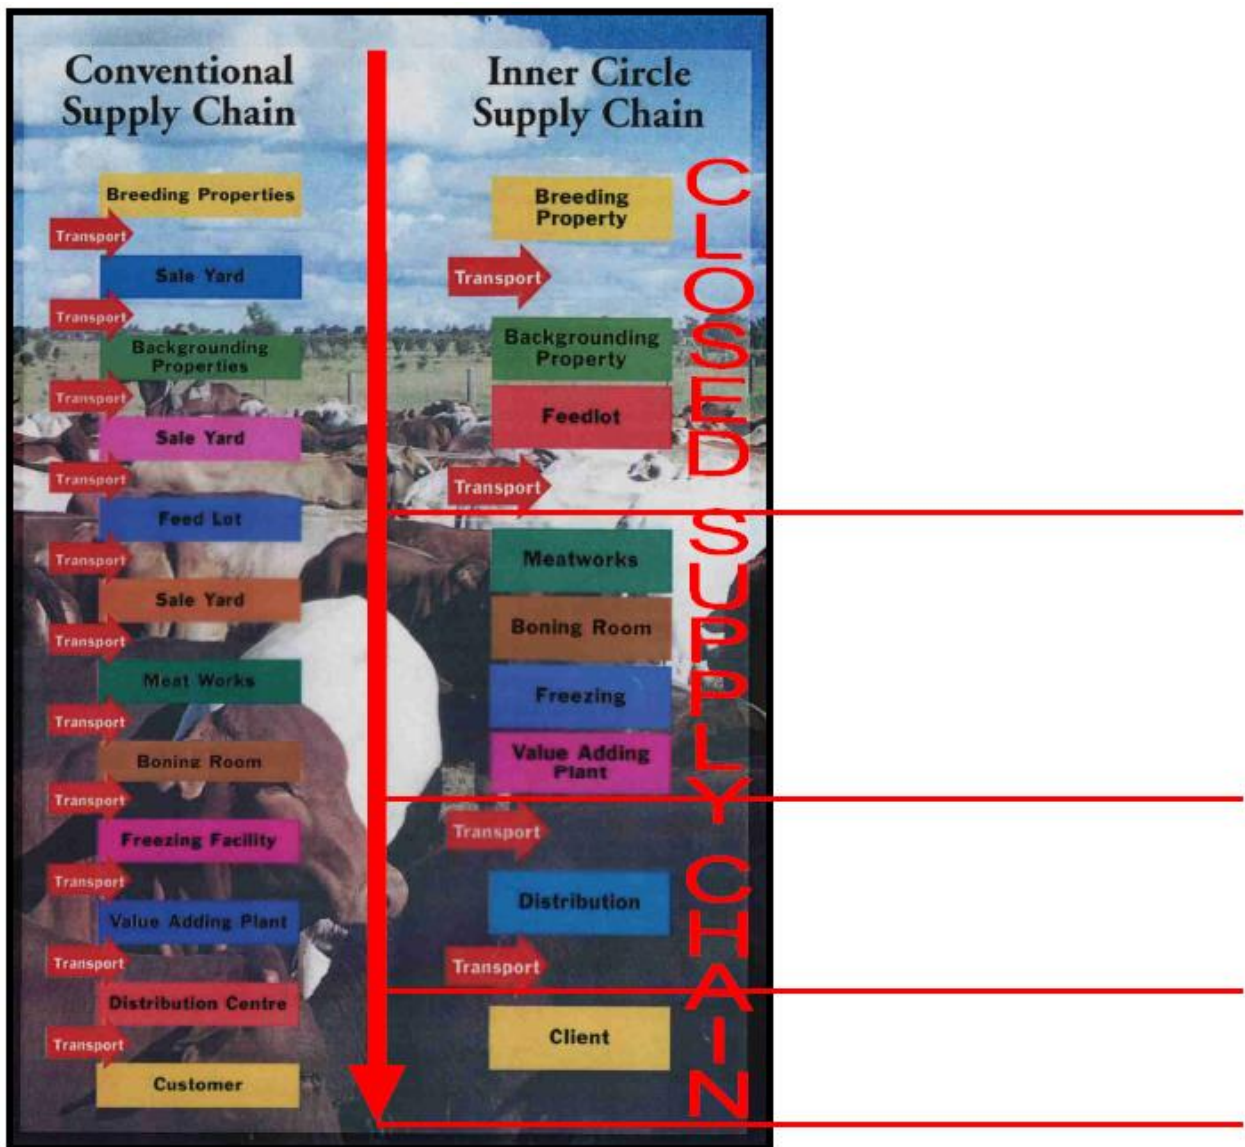 Conventional
Supply Chain
Breeding Properties
Transport
Sale Yard
Transport
Backgrounding
Properties
Transport
Sale Yard
Transport
Feed Lot
Transport
Sale Yard
Transport
Meat Works
Transport
Boning Room
Transport
Freezing Facility
Transport
Value Adding Plant
Transport
Distribution Centre
Transport
Customer
Inner Circle
Supply Chain
Breeding
Property
Transport
Backgrounding
Property
Feedlot
Transport
Meatworks
Boning Room
Freezing
Value Adding
Plant
Transport
Distribution
Transport
Client
CLOSED SUPPLY CHAIN